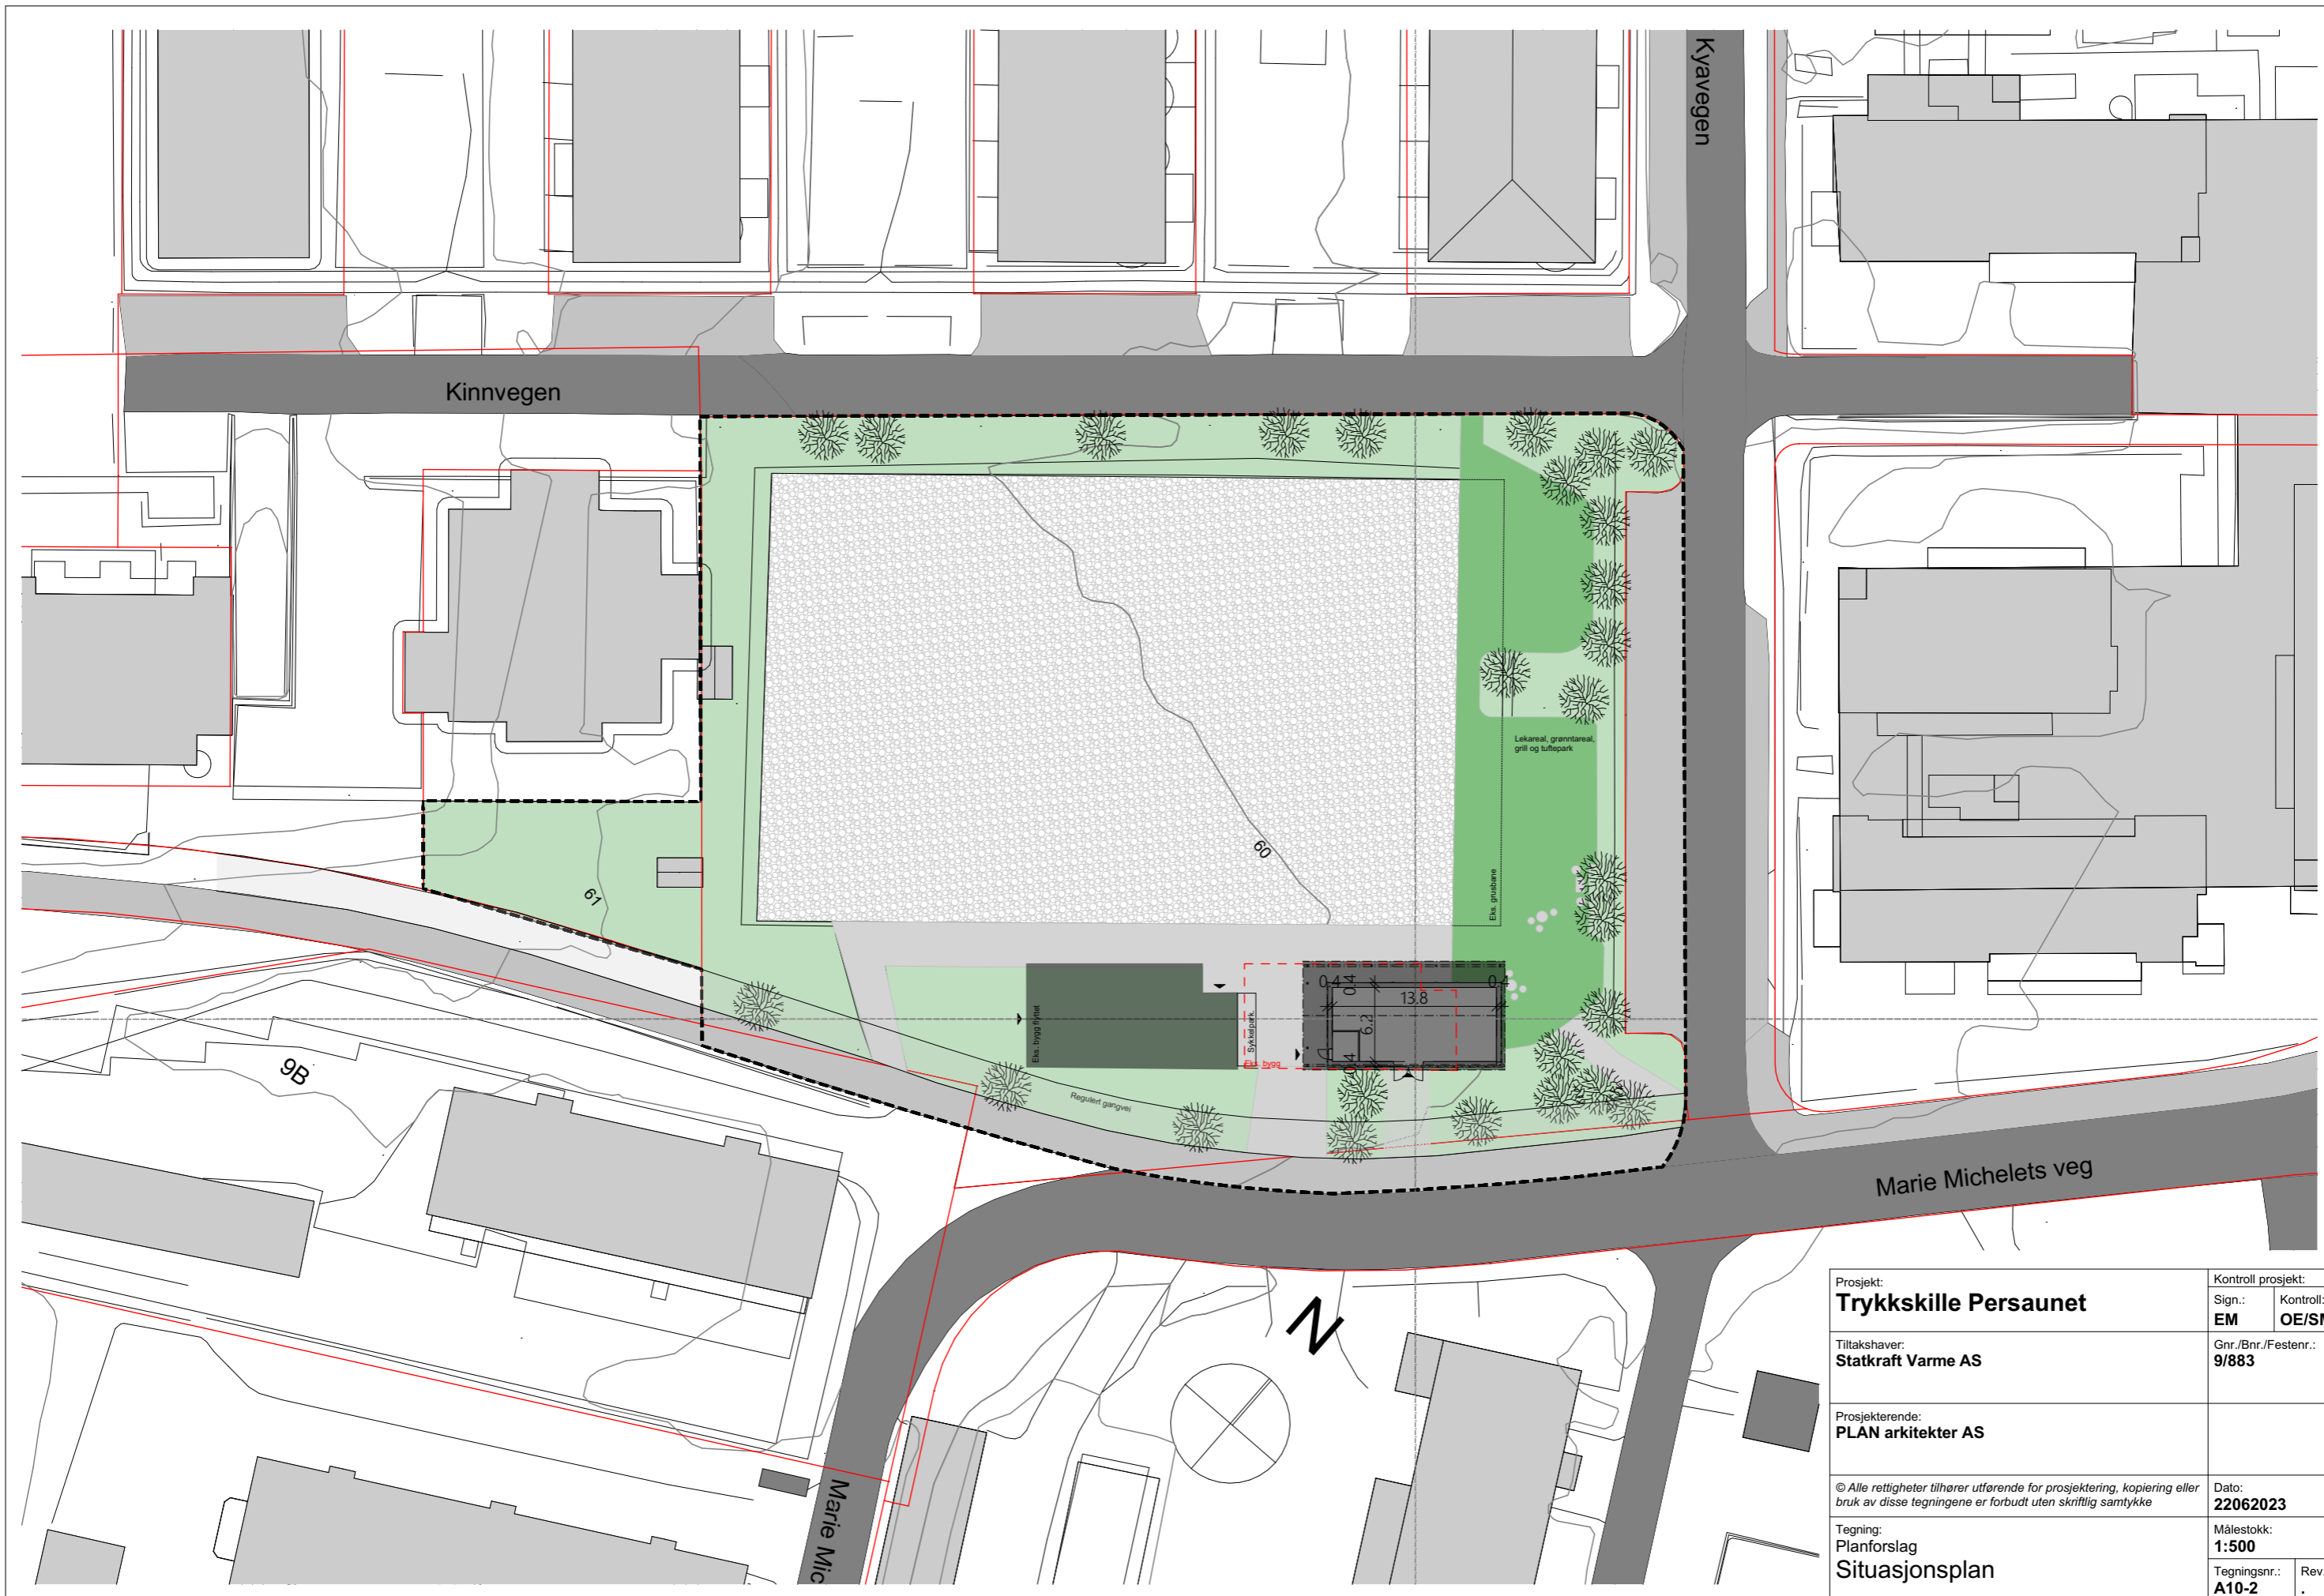 Kyavegen
Kinnvegen
Lekareal, grønntareal,
grill og tuftepark
60
61
Eks. grusbane
Eks. bygg flyttet
Sykkelpark.
Eks. bygg
0.4
0.4
0.4
13.8
6.2
0.4
Regulert gangvei
9B
Marie Michelets veg
N
Marie Mic
Prosjekt:
Trykkskille Persaunet
Kontroll prosjekt:
Sign.:
EM
Kontroll:
OE/SM
Tiltakshaver:
Statkraft Varme AS
Gnr./Bnr./Festenr.:
9/883
Prosjekterende:
PLAN arkitekter AS
© Alle rettigheter tilhører utførende for prosjektering, kopiering eller
bruk av disse tegningene er forbudt uten skriftlig samtykke
Dato:
22062023
Tegning:
Planforslag
Situasjonsplan
Målestokk:
1:500
Tegningsnr.:
A10-2
Rev
.